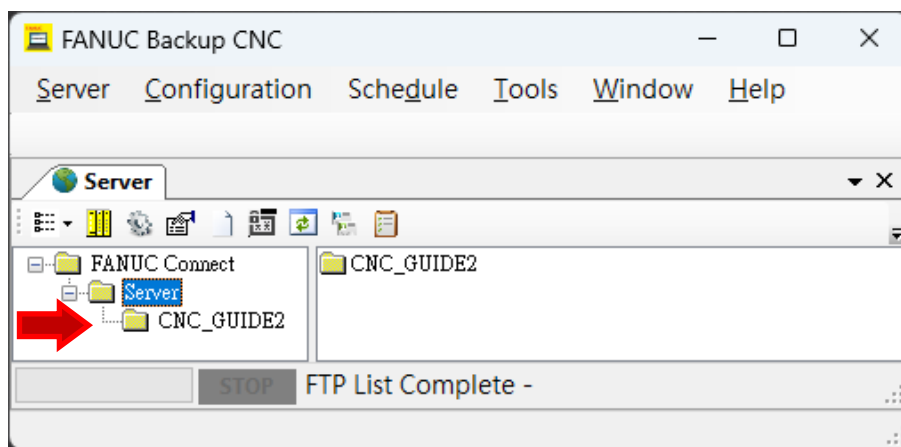 FANUC Backup CNC
Server Configuration Schedule Tools Window Help
Server
FANUC Connect
Server
CNC_GUIDE2
CNC_GUIDE2
STOP FTP List Complete -